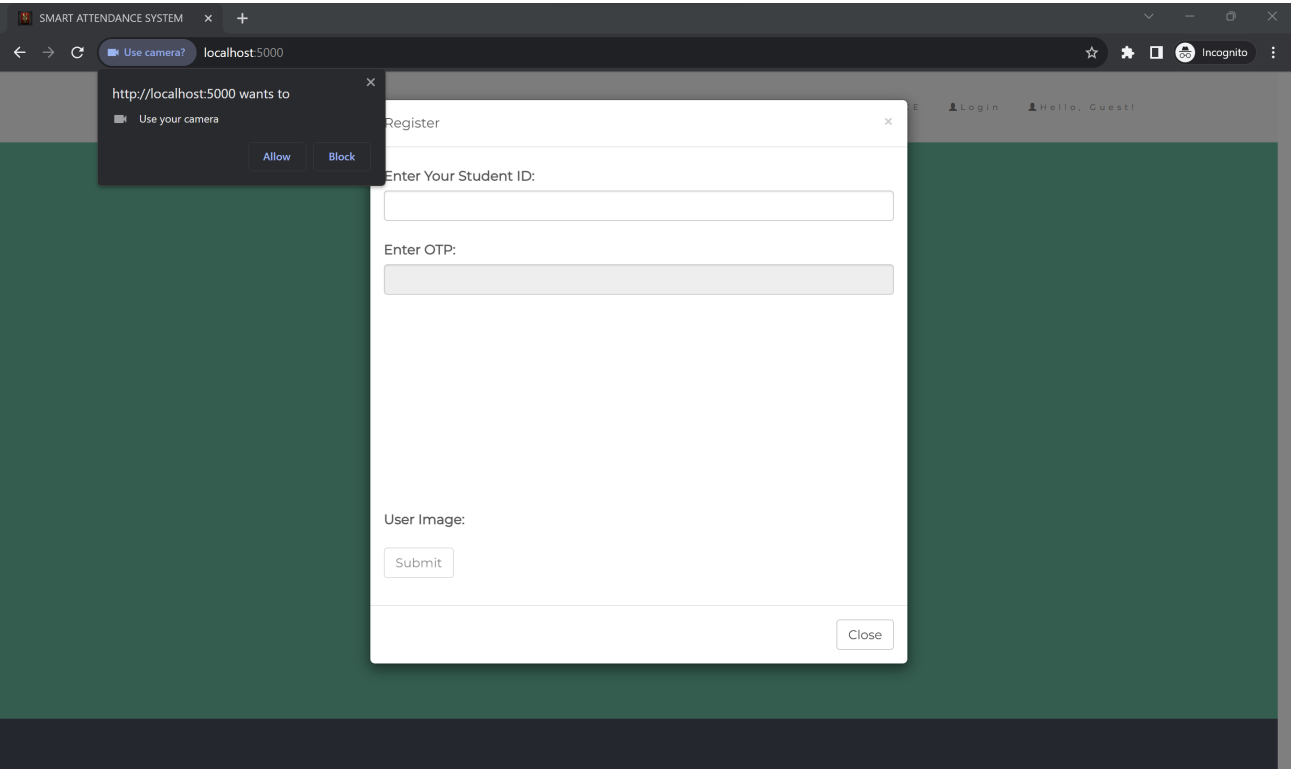 SMART ATTENDANCE SYSTEM
Use camera? localhost:5000
Incognito
http://localhost:5000 wants to
Use your camera
Allow Block
E Login Hello, Guest!
Register
Enter Your Student ID:
Enter OTP:
User Image:
Submit
Close